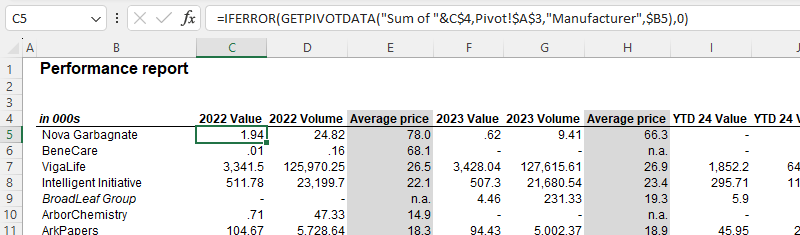 C5 fx =IFERROR(GETPIVOTDATA("Sum of "&C$4,Pivot!$A$3,"Manufacturer",$B5),0)
A B C D E F G H I
1 Performance report
2
3
4 in 000s 2022 Value 2022 Volume Average price 2023 Value 2023 Volume Average price YTD 24 Value YTD 24
5 Nova Garbagnate 1.94 24.82 78.0 .62 9.41 66.3 -
6 BeneCare .01 .16 68.1 - - n.a. -
7 VigaLife 3,341.5 125,970.25 26.5 3,428.04 127,615.61 26.9 1,852.2 64
8 Intelligent Initiative 511.78 23,199.7 22.1 507.3 21,680.54 23.4 295.71 11
9 BroadLeaf Group - - n.a. 4.46 231.33 19.3 5.9
10 ArborChemistry .71 47.33 14.9 - - n.a. -
11 ArkPapers 104.67 5,728.64 18.3 94.43 5,002.37 18.9 45.95 2